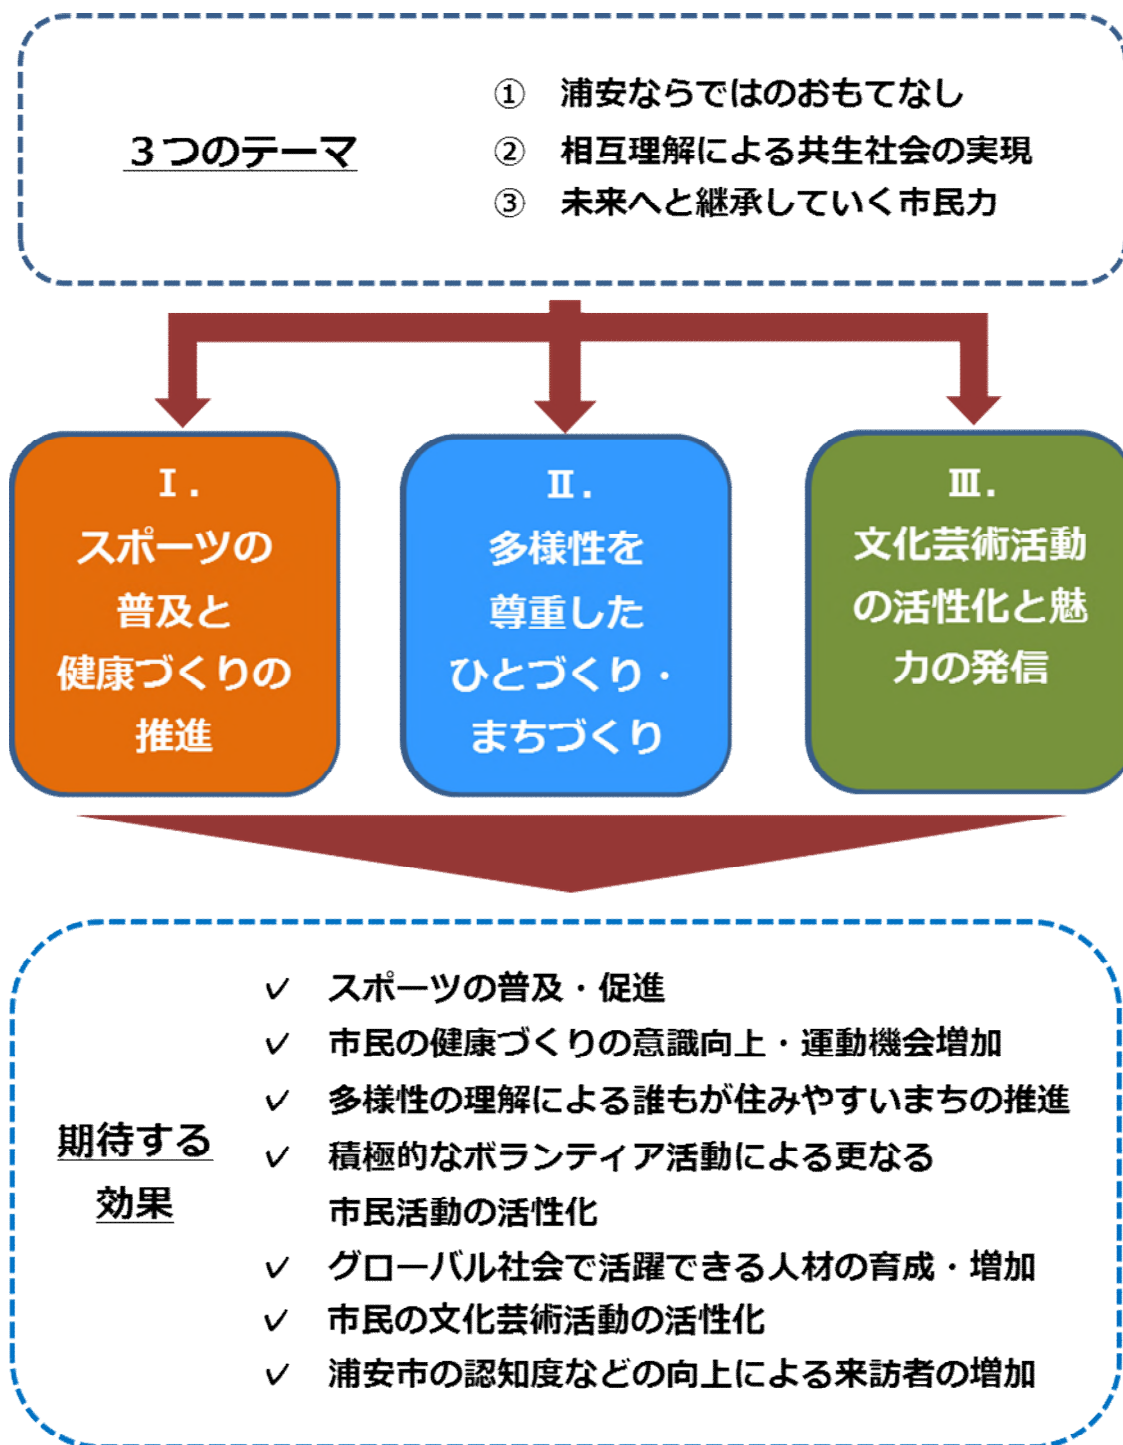 ３つのテーマ
① 浦安ならではのおもてなし
② 相互理解による共生社会の実現
③ 未来へと継承していく市民力
Ⅰ．
スポーツの
普及と
健康づくりの
推進
Ⅱ．
多様性を
尊重した
ひとづくり・
まちづくり
Ⅲ．
文化芸術活動
の活性化と魅
力の発信
期待する
効果
✓ スポーツの普及・促進
✓ 市民の健康づくりの意識向上・運動機会増加
✓ 多様性の理解による誰もが住みやすいまちの推進
✓ 積極的なボランティア活動による更なる
市民活動の活性化
✓ グローバル社会で活躍できる人材の育成・増加
✓ 市民の文化芸術活動の活性化
✓ 浦安市の認知度などの向上による来訪者の増加